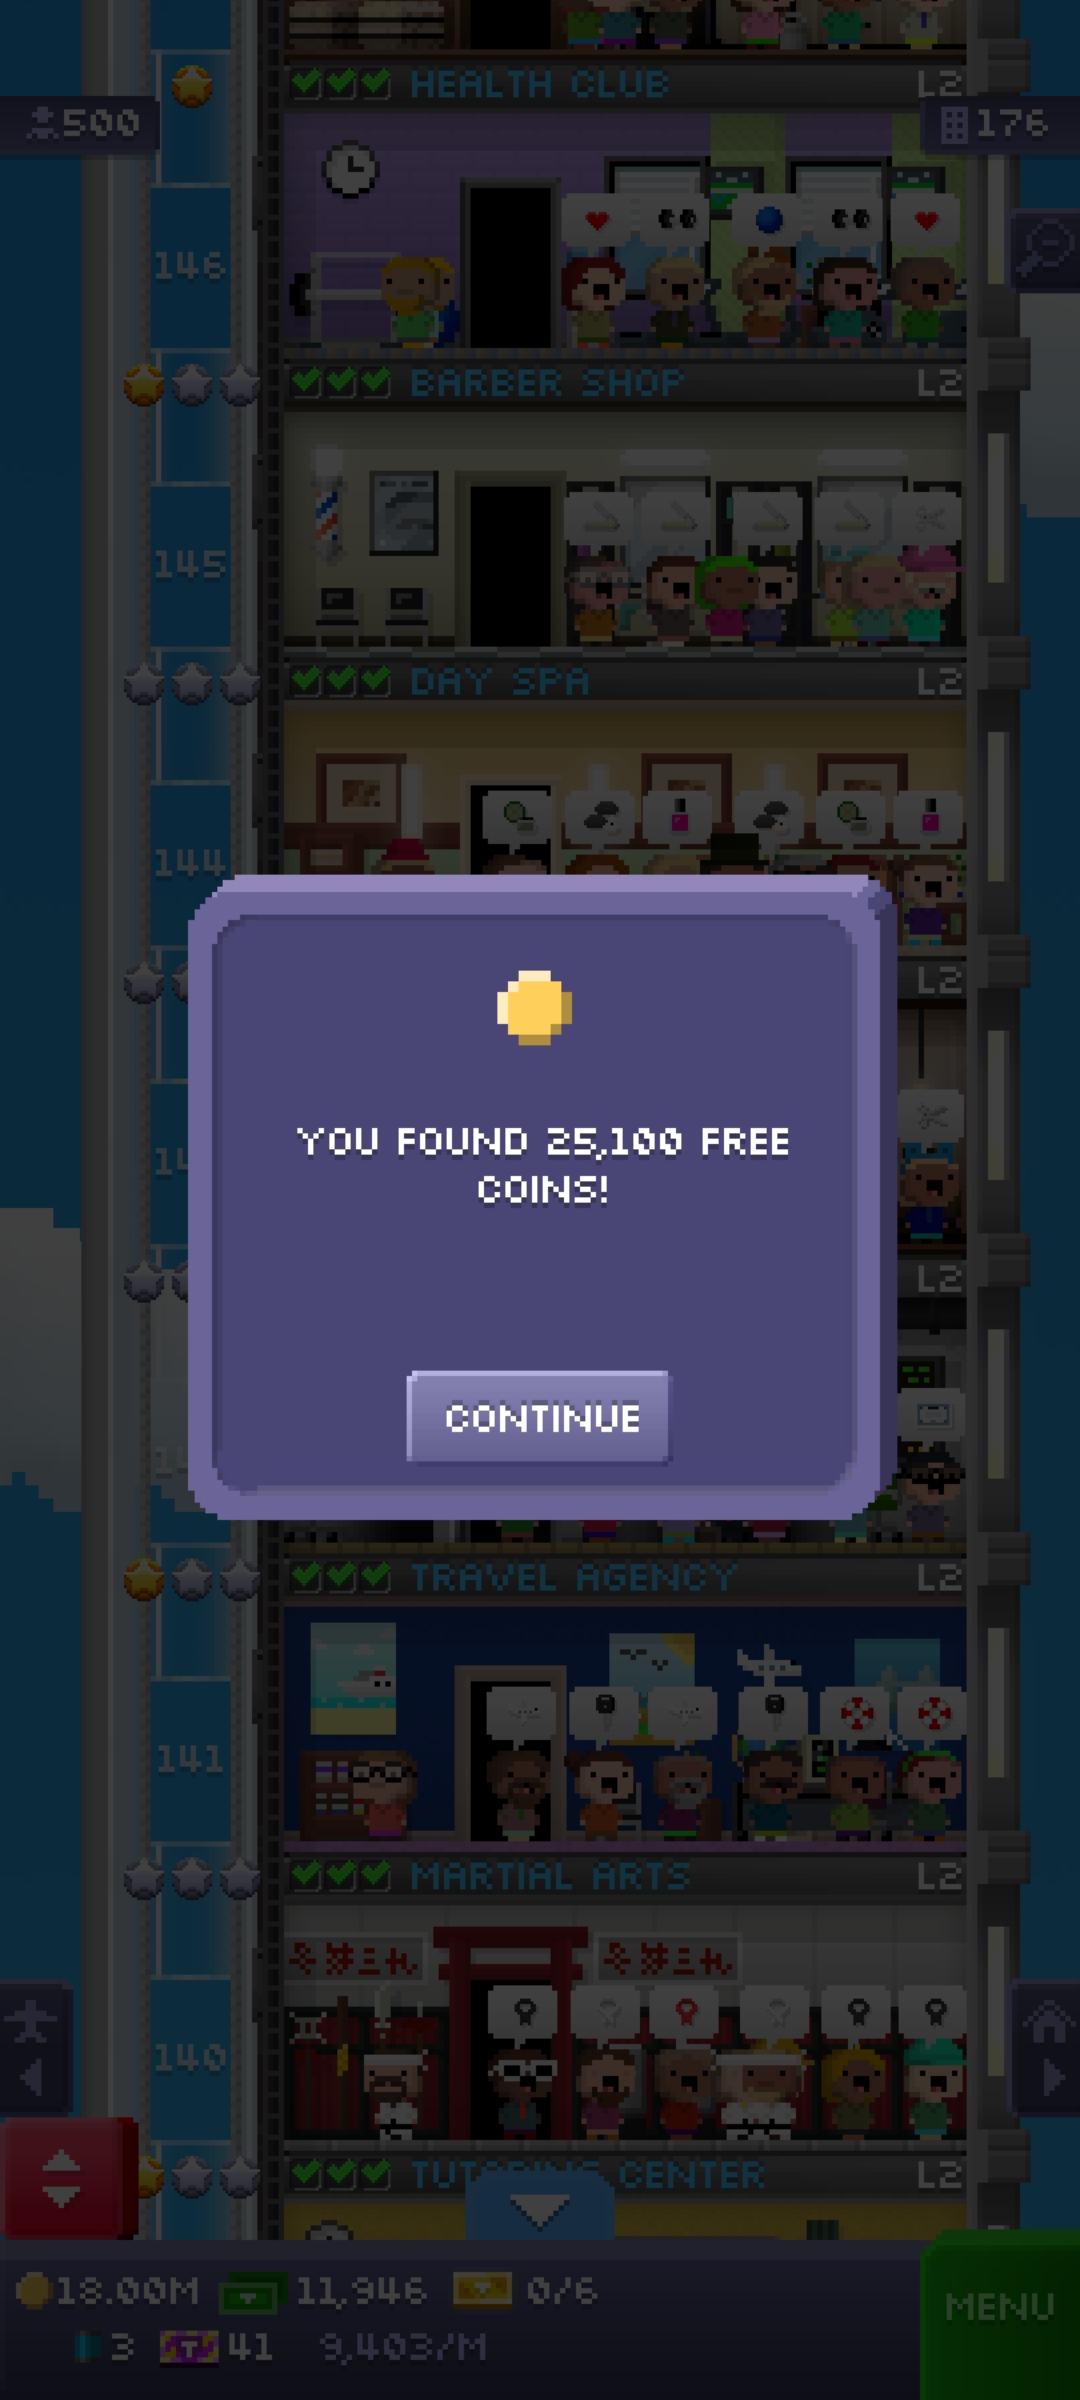 HEALTH CLUB L2
500
176
146
BARBER SHOP L2
145
DAY SPA L2
144
L2
YOU FOUND 25,100 FREE
COINS!
L2
CONTINUE
TRAVEL AGENCY L2
141
MARTIAL ARTS L2
140
TUTORING CENTER L2
18.00M 11,946 0/6
MENU
3 T 41 9,403/M